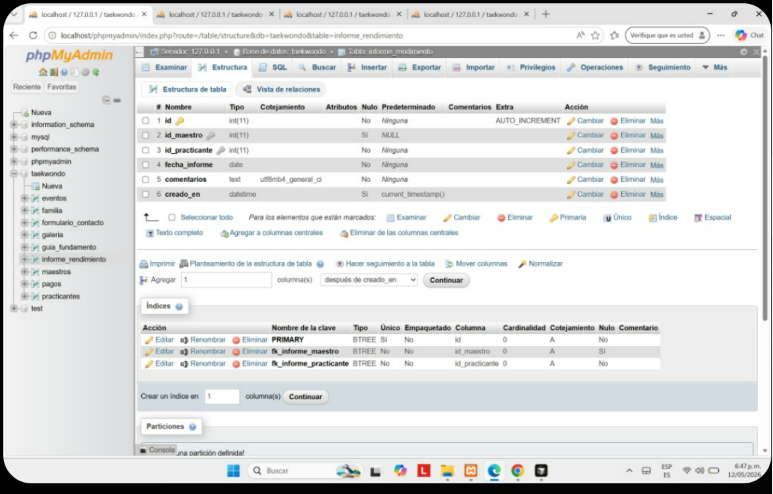 localhost / 127.0.0.1 / taekwondo
localhost / 127.0.0.1 / taekwondo
localhost / 127.0.0.1 / taekwondo
localhost / 127.0.0.1 / taekwondo
localhost/phpmyadmin/index.php?route=/table/structure&db=taekwondo&table=informe_rendimiento
Verifique que es usted
Chat
phpMyAdmin
Reciente Favoritas
Nueva
information_schema
mysql
performance_schema
phpmyadmin
taekwondo
Nueva
eventos
familia
formulario_contacto
galeria
guia_fundamento
informe_rendimiento
maestros
pagos
practicantes
test
Servidor: 127.0.0.1 » Base de datos: taekwondo » Tabla: informe_rendimiento
Examinar Estructura SQL Buscar Insertar Exportar Importar Privilegios Operaciones Seguimiento Más
Estructura de tabla Vista de relaciones
# Nombre Tipo Cotejamiento Atributos Nulo Predeterminado Comentarios Extra Acción
1 id int(11) No Ninguna AUTO_INCREMENT Cambiar Eliminar Más
2 id_maestro int(11) Sí NULL Cambiar Eliminar Más
3 id_practicante int(11) No Ninguna Cambiar Eliminar Más
4 fecha_informe date No Ninguna Cambiar Eliminar Más
5 comentarios text utf8mb4_general_ci No Ninguna Cambiar Eliminar Más
6 creado_en datetime Sí current_timestamp() Cambiar Eliminar Más
Seleccionar todo Para los elementos que están marcados: Examinar Cambiar Eliminar Primaria Único Índice Espacial
Texto completo Agregar a columnas centrales Eliminar de las columnas centrales
Imprimir Planteamiento de la estructura de tabla Hacer seguimiento a la tabla Mover columnas Normalizar
Agregar 1 columna(s) después de creado_en Continuar
Índices
Acción Nombre de la clave Tipo Único Empaquetado Columna Cardinalidad Cotejamiento Nulo Comentario
Editar Renombrar Eliminar PRIMARY BTREE Sí No id 0 A No
Editar Renombrar Eliminar fk_informe_maestro BTREE No No id_maestro 0 A Sí
Editar Renombrar Eliminar fk_informe_practicante BTREE No No id_practicante 0 A No
Crear un índice en 1 columna(s) Continuar
Particiones
Consola una partición definida!
Buscar
ESP
ES
6:47 p.m.
12/05/2026